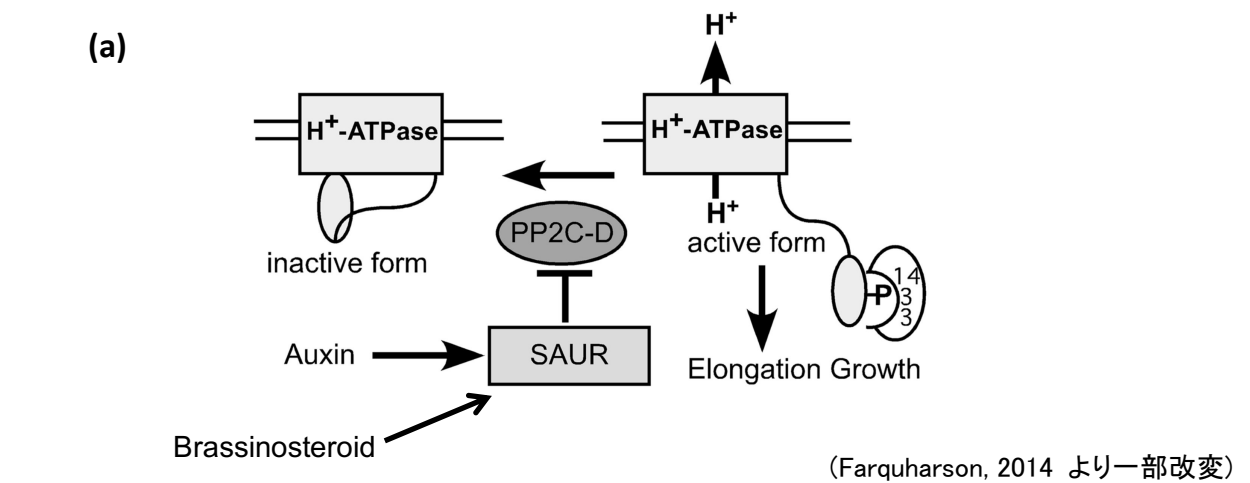 (a)
H⁺
H⁺-ATPase
H⁺-ATPase
H⁺
PP2C-D
inactive form
active form
P
14
3
3
Auxin
SAUR
Elongation Growth
Brassinosteroid
(Farquharson, 2014 より一部改変)